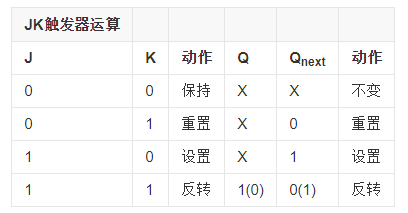 JK触发器运算
J K 动作 Q Qnext 动作
0 0 保持 X X 不变
0 1 重置 X 0 重置
1 0 设置 X 1 设置
1 1 反转 1(0) 0(1) 反转